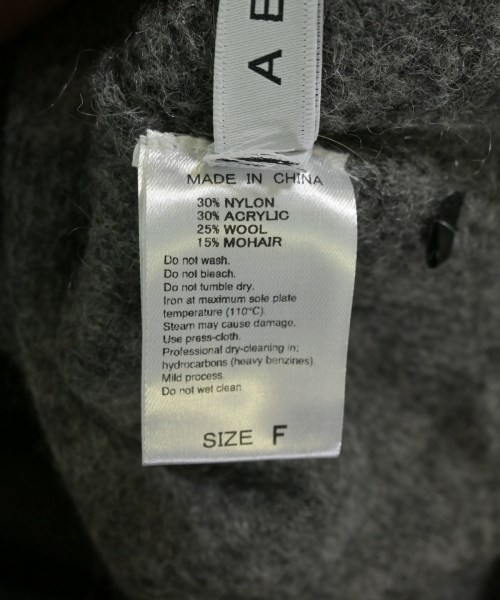 MADE IN CHINA
30% NYLON
30% ACRYLIC
25% WOOL
15% MOHAIR
Do not wash.
Do not bleach.
Do not tumble dry.
Iron at maximum sole plate
temperature (110°C).
Steam may cause damage.
Use press-cloth.
Professional dry-cleaning in;
hydrocarbons (heavy benzines).
Mild process.
Do not wet clean.
SIZE F